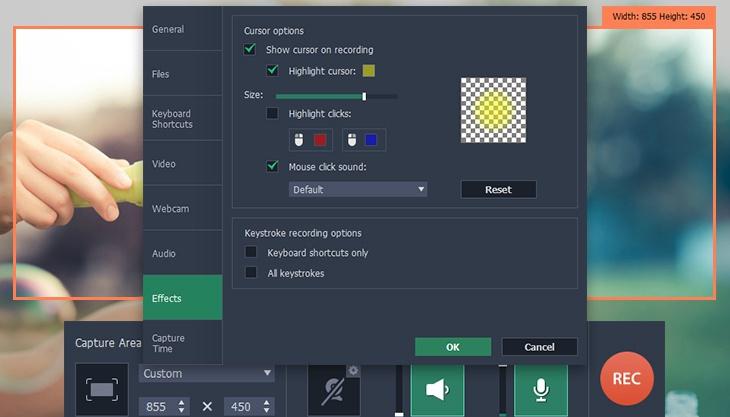 Width: 855 Height: 450
General
Files
Keyboard
Shortcuts
Video
Webcam
Audio
Effects
Capture
Time
Cursor options
Show cursor on recording
Highlight cursor:
Size:
Highlight clicks:
Mouse click sound:
Default
Reset
Keystroke recording options
Keyboard shortcuts only
All keystrokes
OK
Cancel
Capture Area
Custom
855 × 450
REC